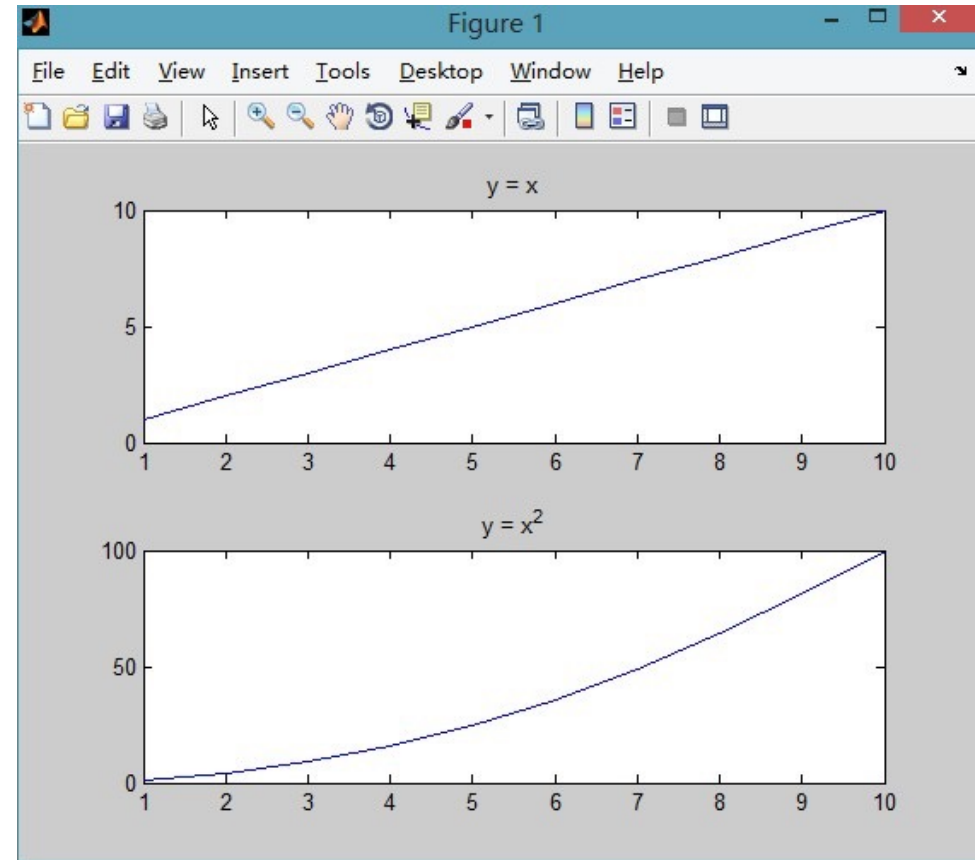 Figure 1
File Edit View Insert Tools Desktop Window Help
y = x
10
5
0
1 2 3 4 5 6 7 8 9 10
y = x²
100
50
0
1 2 3 4 5 6 7 8 9 10